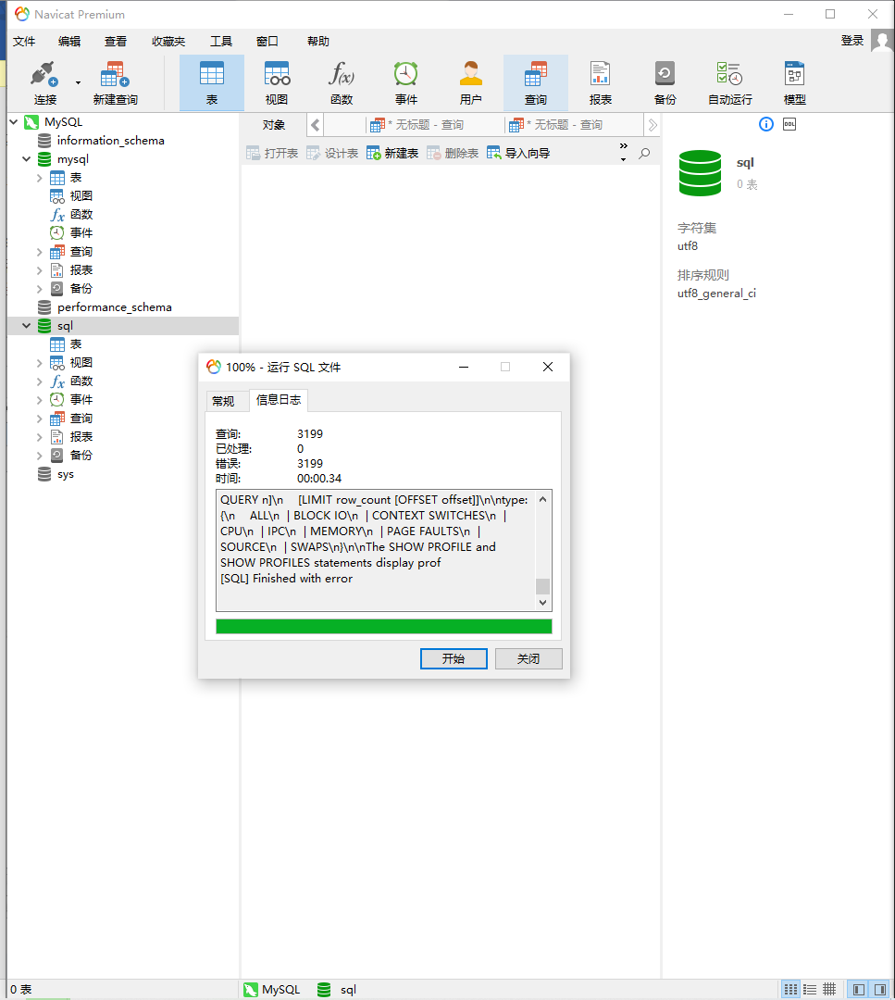 Navicat Premium
文件 编辑 查看 收藏夹 工具 窗口 帮助 登录
连接 新建查询 表 视图 函数 事件 用户 查询 报表 备份 自动运行 模型
MySQL
information_schema
mysql
表
视图
函数
事件
查询
报表
备份
performance_schema
sql
表
视图
函数
事件
查询
报表
备份
sys
对象 * 无标题 - 查询 * 无标题 - 查询
打开表 设计表 新建表 删除表 导入向导
DDL
sql
0 表
字符集
utf8
排序规则
utf8_general_ci
100% - 运行 SQL 文件
常规 信息日志
查询: 3199
已处理: 0
错误: 3199
时间: 00:00.34
QUERY n]\n [LIMIT row_count [OFFSET offset]]\n\ntype:
{\n ALL\n | BLOCK IO\n | CONTEXT SWITCHES\n |
CPU\n | IPC\n | MEMORY\n | PAGE FAULTS\n |
SOURCE\n | SWAPS\n}\n\nThe SHOW PROFILE and
SHOW PROFILES statements display prof
[SQL] Finished with error
开始 关闭
0 表 MySQL sql